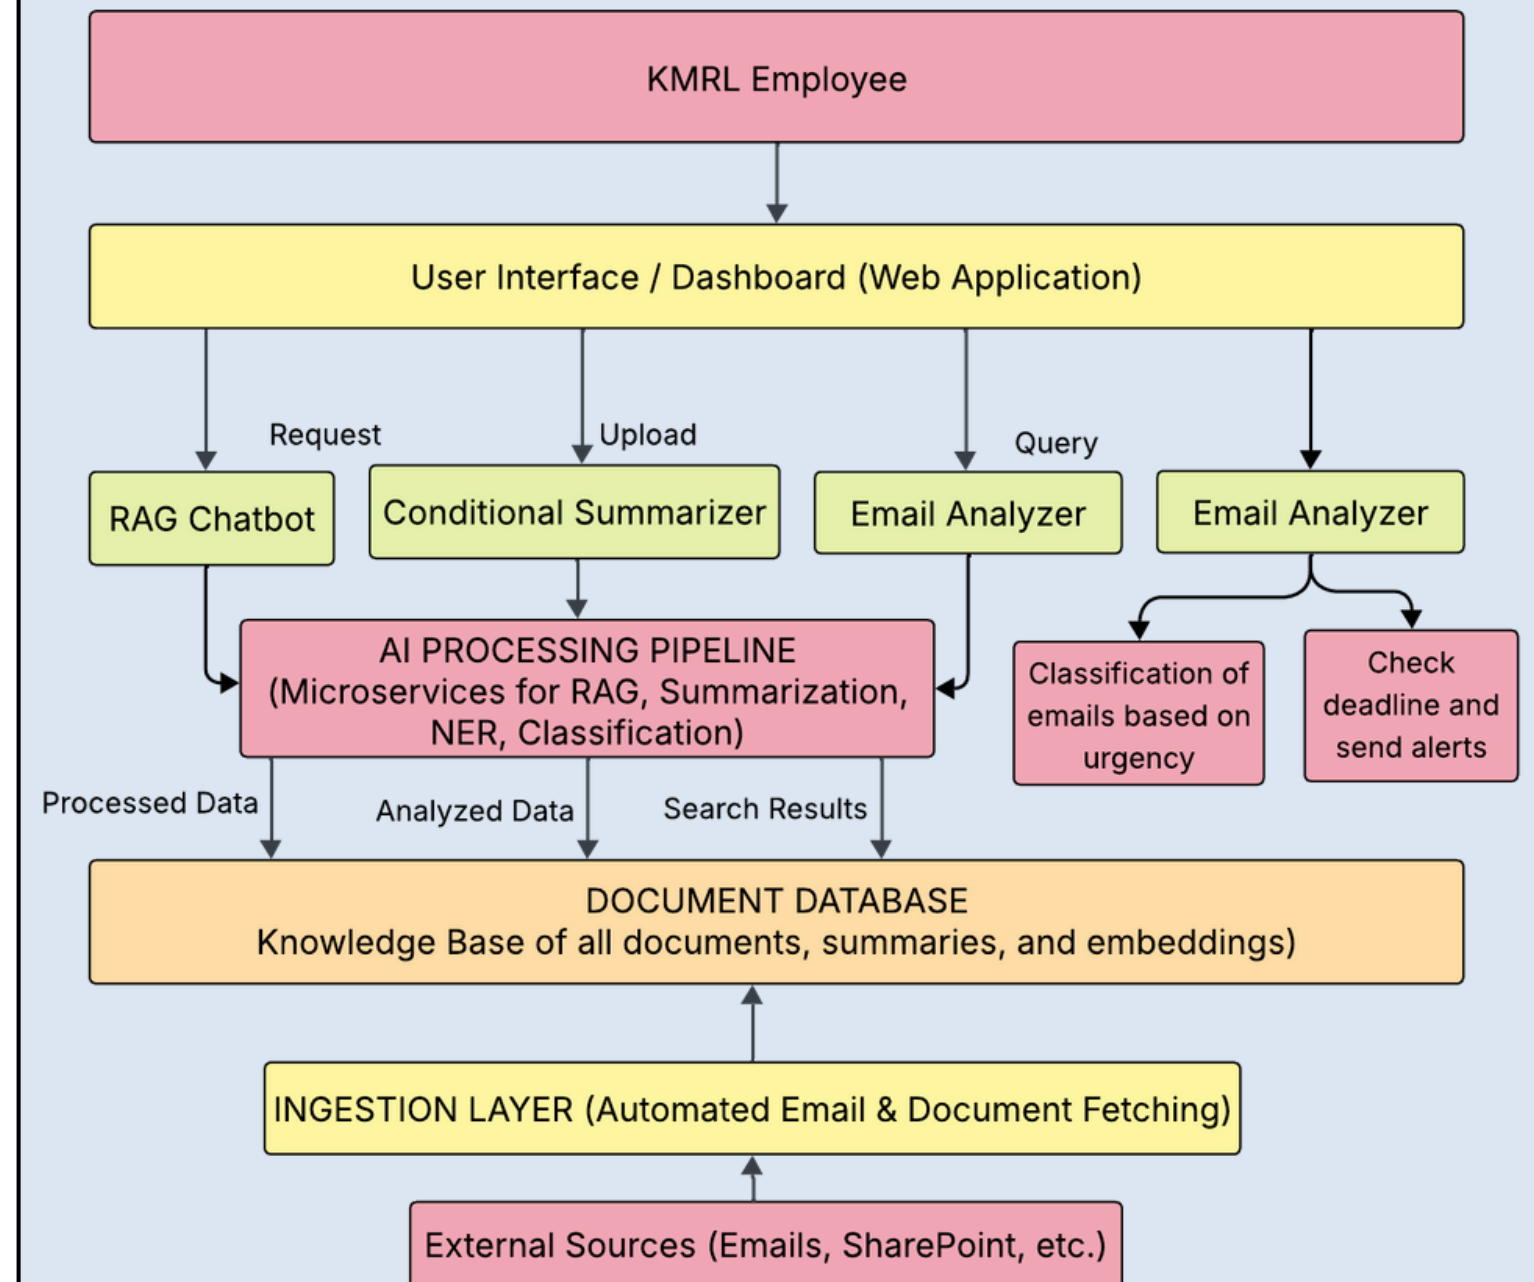 KMRL Employee
User Interface / Dashboard (Web Application)
Request
Upload
Query
RAG Chatbot
Conditional Summarizer
Email Analyzer
Email Analyzer
AI PROCESSING PIPELINE
(Microservices for RAG, Summarization,
NER, Classification)
Classification of
emails based on
urgency
Check
deadline and
send alerts
Processed Data
Analyzed Data
Search Results
DOCUMENT DATABASE
Knowledge Base of all documents, summaries, and embeddings)
INGESTION LAYER (Automated Email & Document Fetching)
External Sources (Emails, SharePoint, etc.)